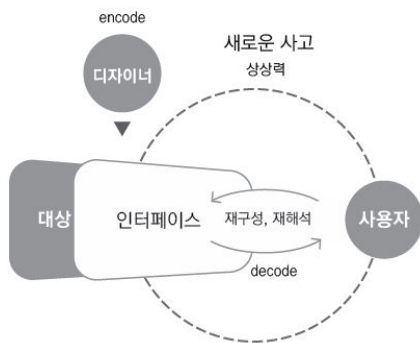 encode
디자이너
새로운 사고
상상력
대상
인터페이스
재구성, 재해석
사용자
decode